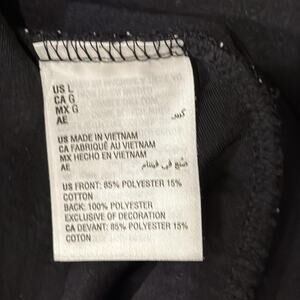 US L
CA G
MX G
AE كبير
US MADE IN VIETNAM
CA FABRIQUÉ AU VIETNAM
MX HECHO EN VIETNAM
AE صنع في فيتنام
US FRONT: 85% POLYESTER 15%
COTTON
BACK: 100% POLYESTER
EXCLUSIVE OF DECORATION
CA DEVANT: 85% POLYESTER 15%
COTON